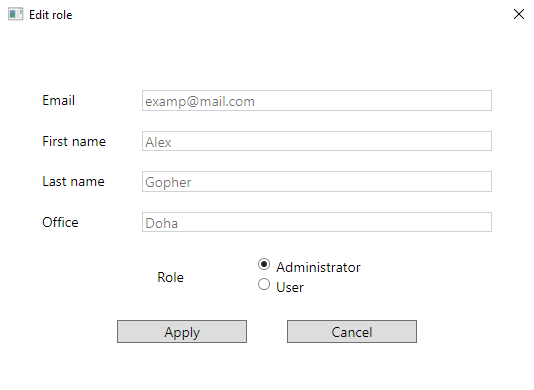 Edit role
Email examp@mail.com
First name Alex
Last name Gopher
Office Doha
Role Administrator
User
Apply Cancel